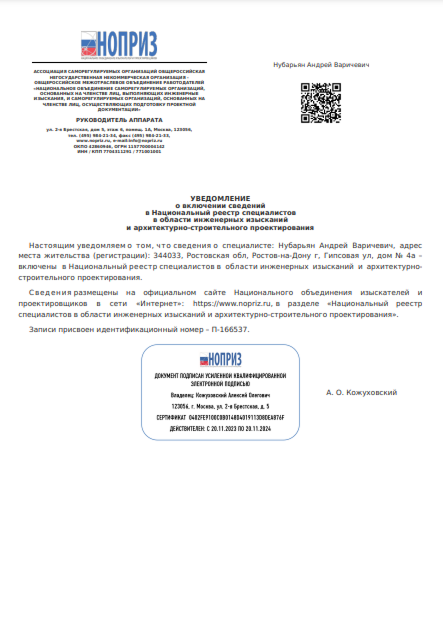 НОПРИЗ
АССОЦИАЦИЯ САМОРЕГУЛИРУЕМЫХ ОРГАНИЗАЦИЙ ОБЩЕРОССИЙСКАЯ
НЕГОСУДАРСТВЕННАЯ НЕКОММЕРЧЕСКАЯ ОРГАНИЗАЦИЯ -
ОБЩЕРОССИЙСКОЕ МЕЖОТРАСЛЕВОЕ ОБЪЕДИНЕНИЕ РАБОТОДАТЕЛЕЙ
«НАЦИОНАЛЬНОЕ ОБЪЕДИНЕНИЕ САМОРЕГУЛИРУЕМЫХ ОРГАНИЗАЦИЙ,
ОСНОВАННЫХ НА ЧЛЕНСТВЕ ЛИЦ, ВЫПОЛНЯЮЩИХ ИНЖЕНЕРНЫЕ
ИЗЫСКАНИЯ, И САМОРЕГУЛИРУЕМЫХ ОРГАНИЗАЦИЙ, ОСНОВАННЫХ НА
ЧЛЕНСТВЕ ЛИЦ, ОСУЩЕСТВЛЯЮЩИХ ПОДГОТОВКУ ПРОЕКТНОЙ
ДОКУМЕНТАЦИИ»
РУКОВОДИТЕЛЬ АППАРАТА
ул. 2-я Брестская, дом 5, этаж 6, помещ. 1А, Москва, 123056,
тел. (495) 984-21-34, факс (495) 984-21-33,
www.nopriz.ru, e-mail:info@nopriz.ru
ОКПО 42860946, ОГРН 1157700004142
ИНН / КПП 7704311291 / 771001001
Нубарьян Андрей Варичевич
УВЕДОМЛЕНИЕ
о включении сведений
в Национальный реестр специалистов
в области инженерных изысканий
и архитектурно-строительного проектирования
Настоящим уведомляем о том, что сведения о специалисте: Нубарьян Андрей Варичевич, адрес
места жительства (регистрации): 344033, Ростовская обл, Ростов-на-Дону г, Гипсовая ул, дом № 4а –
включены в Национальный реестр специалистов в области инженерных изысканий и архитектурно-
строительного проектирования.
Сведения размещены на официальном сайте Национального объединения изыскателей и
проектировщиков в сети «Интернет»: https://www.nopriz.ru, в разделе «Национальный реестр
специалистов в области инженерных изысканий и архитектурно-строительного проектирования».
Записи присвоен идентификационный номер – П-166537.
НОПРИЗ
ДОКУМЕНТ ПОДПИСАН УСИЛЕННОЙ КВАЛИФИЦИРОВАННОЙ
ЭЛЕКТРОННОЙ ПОДПИСЬЮ
Владелец: Кожуховский Алексей Олегович
123056, г. Москва, ул. 2-я Брестская, д. 5
СЕРТИФИКАТ 0402FE9100C0B0148D4019113D8DEA876F
ДЕЙСТВИТЕЛЕН: С 20.11.2023 ПО 20.11.2024
А. О. Кожуховский